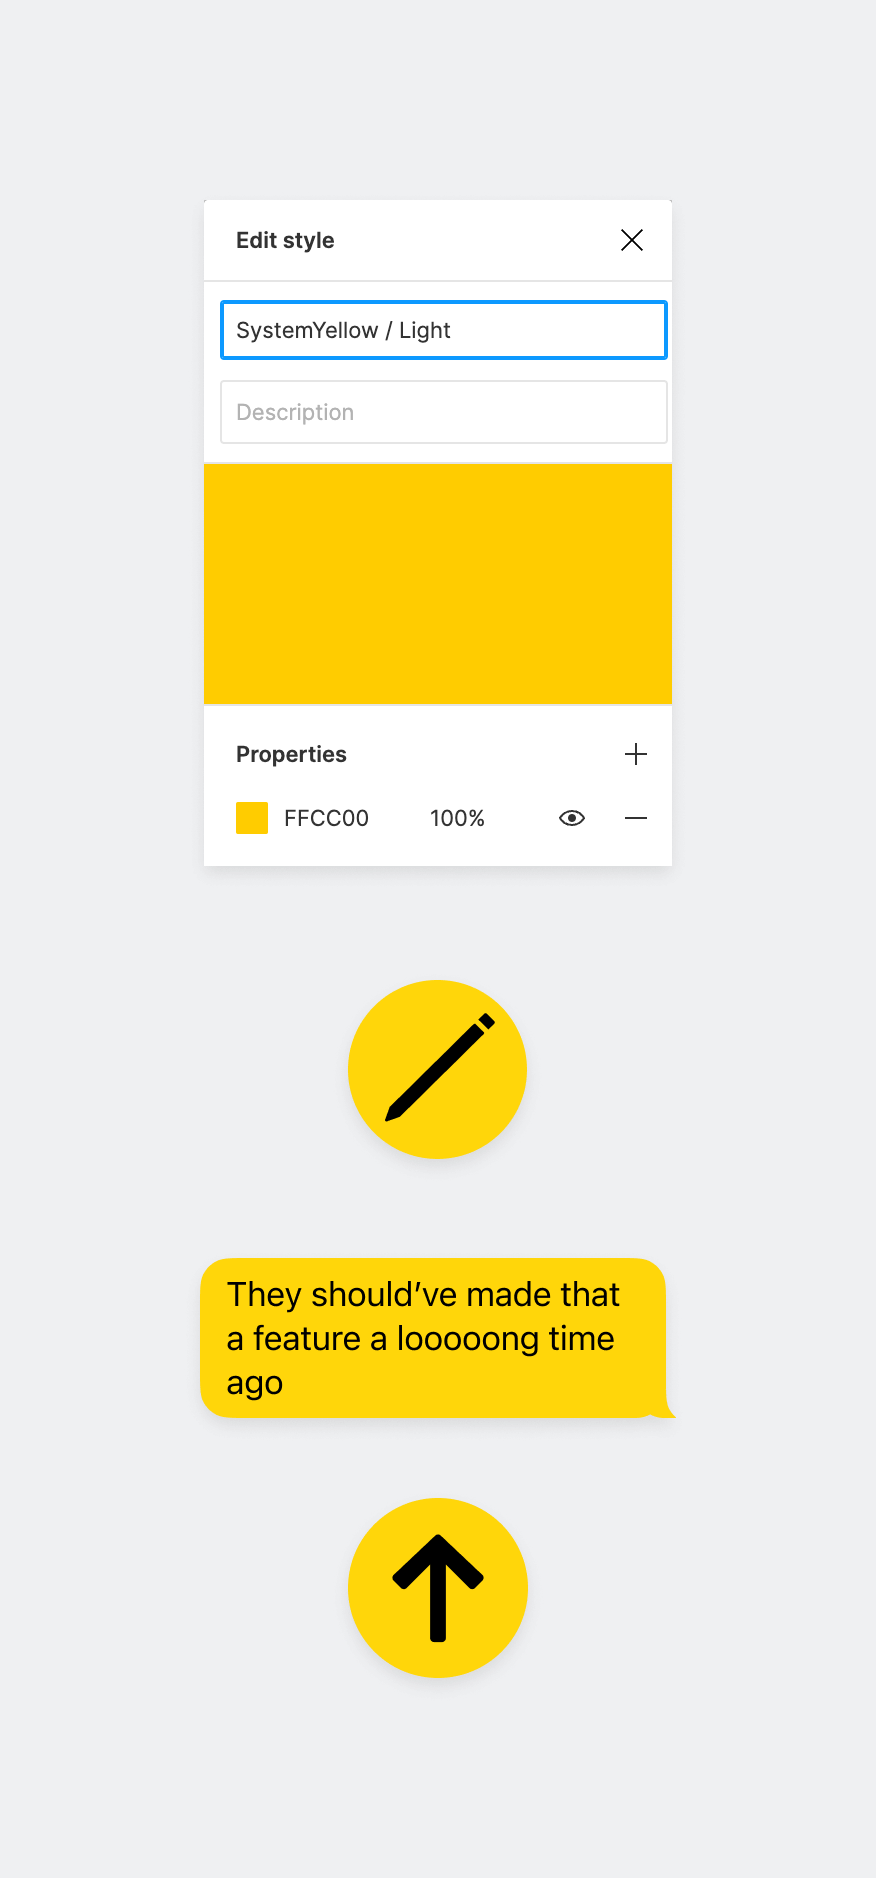 Edit style
SystemYellow / Light
Description
Properties
FFCC00 100%
They should’ve made that
a feature a looooong time
ago